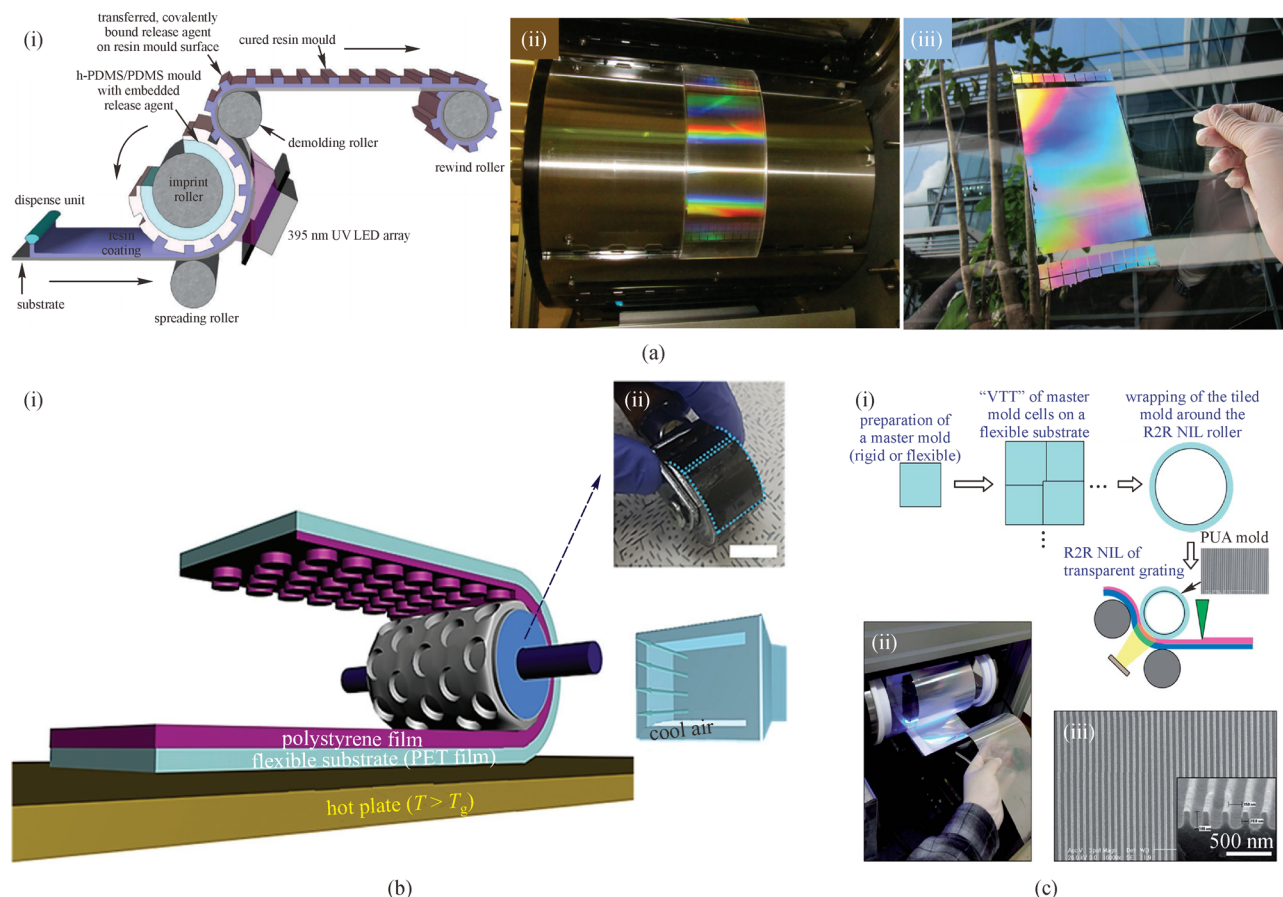 (i)
transferred, covalently
bound release agent
on resin mould surface
cured resin mould
h-PDMS/PDMS mould
with embedded
release agent
demolding roller
rewind roller
imprint
roller
dispense unit
resin
coating
395 nm UV LED array
substrate
spreading roller
(ii)
(iii)
(a)
(i)
(ii)
cool air
polystyrene film
flexible substrate (PET film)
hot plate (T > Tg)
(b)
(i)
preparation of
a master mold
(rigid or flexible)
“VTT” of master
mold cells on a
flexible substrate
wrapping of the tiled
mold around the
R2R NIL roller
PUA mold
R2R NIL of
transparent grating
(ii)
(iii)
500 nm
(c)